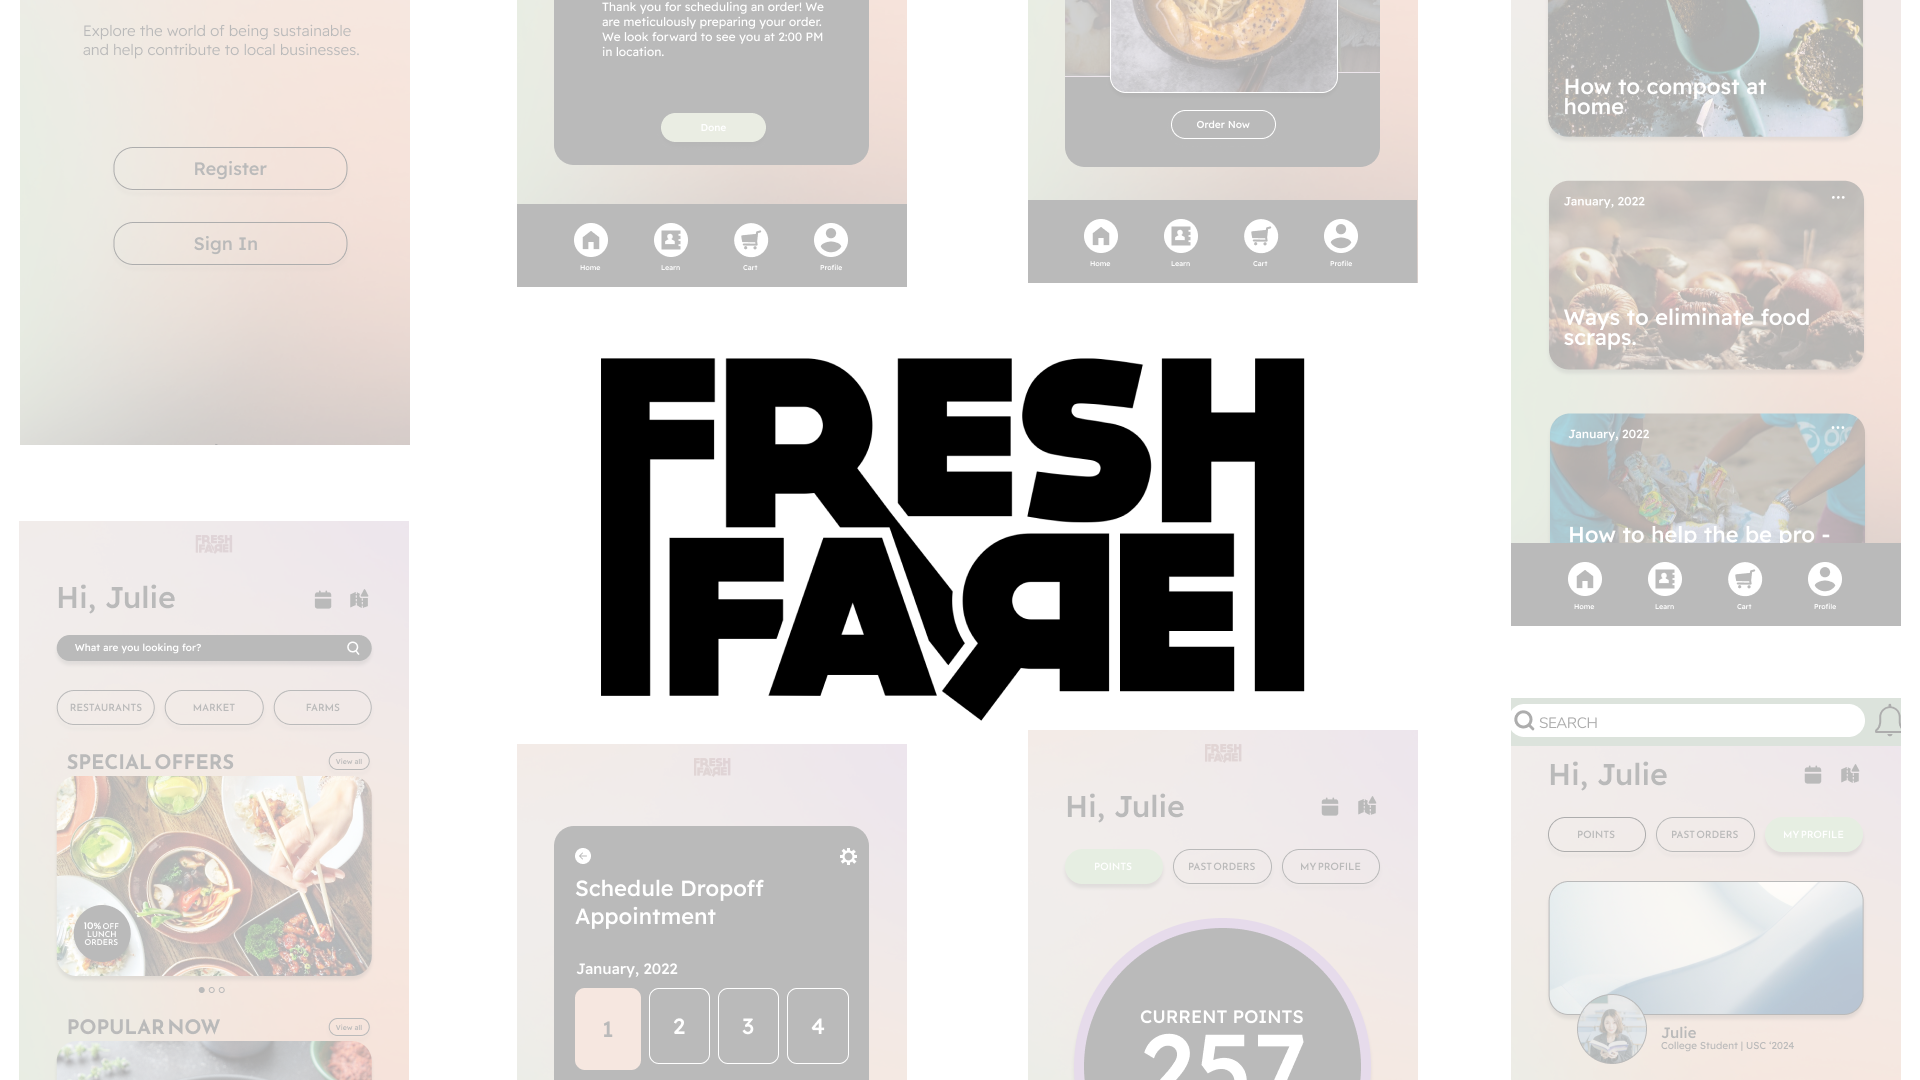 Explore the world of being sustainable
and help contribute to local businesses.
Register
Sign In
Thank you for scheduling an order! We
are meticulously preparing your order.
We look forward to see you at 2:00 PM
in location.
Done
Home
Learn
Cart
Profile
Order Now
Home
Learn
Cart
Profile
How to compost at
home
January, 2022
Ways to eliminate food
scraps.
January, 2022
How to help the be pro -
Home
Learn
Cart
Profile
FRESH
FARE
FRESH
FARE
Hi, Julie
What are you looking for?
RESTAURANTS
MARKET
FARMS
SPECIAL OFFERS
View all
10% OFF
LUNCH
ORDERS
POPULAR NOW
View all
FRESH
FARE
Schedule Dropoff
Appointment
January, 2022
1
2
3
4
FRESH
FARE
Hi, Julie
POINTS
PAST ORDERS
MY PROFILE
CURRENT POINTS
257
SEARCH
Hi, Julie
POINTS
PAST ORDERS
MY PROFILE
Julie
College Student | USC '2024